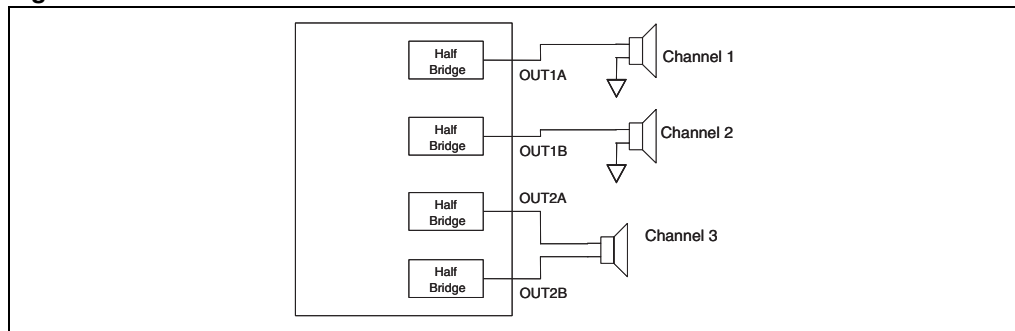 Half
Bridge
OUT1A
Channel 1
Half
Bridge
OUT1B
Channel 2
Half
Bridge
OUT2A
Channel 3
Half
Bridge
OUT2B